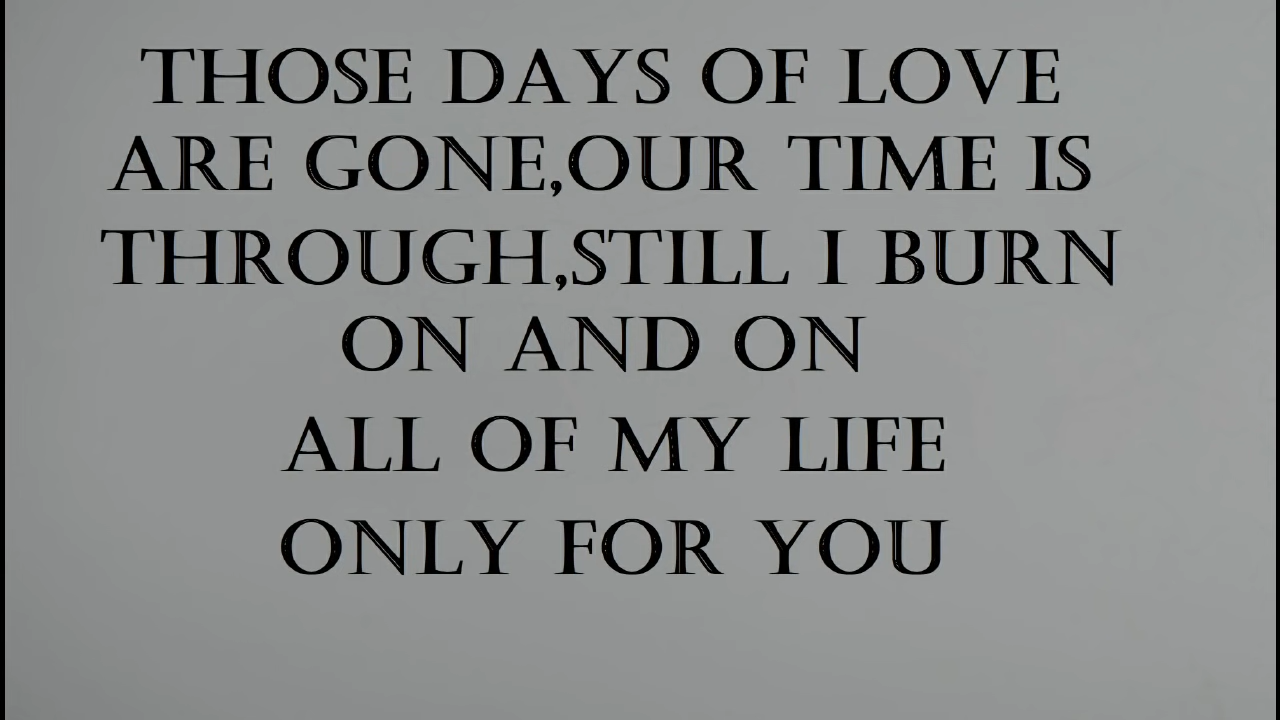 THOSE DAYS OF LOVE
ARE GONE,OUR TIME IS
THROUGH,STILL I BURN
ON AND ON
ALL OF MY LIFE
ONLY FOR YOU